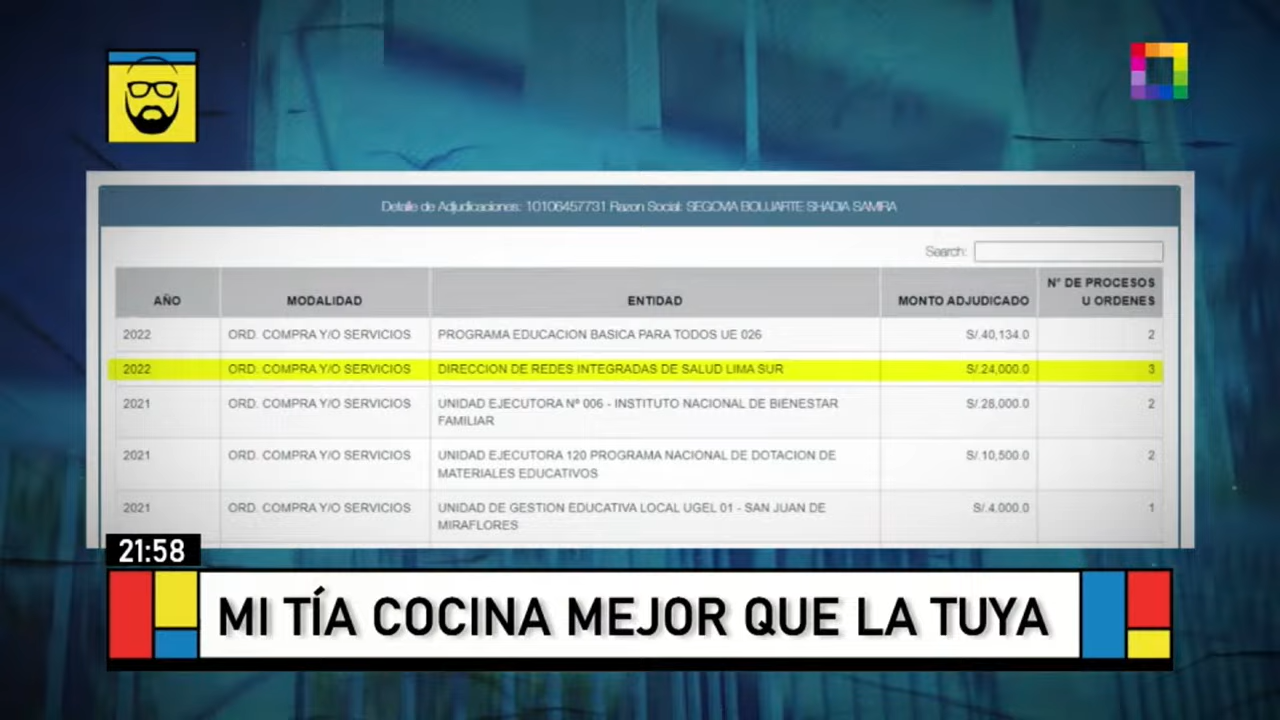 Detalle de Adjudicaciones: 10106457731 Razon Social: SEGOVIA BOLUARTE SHADIA SAMIRA
Search:
AÑO MODALIDAD ENTIDAD MONTO ADJUDICADO N° DE PROCESOS U ORDENES
2022 ORD. COMPRA Y/O SERVICIOS PROGRAMA EDUCACION BASICA PARA TODOS UE 026 S/.40,134.0 2
2022 ORD. COMPRA Y/O SERVICIOS DIRECCION DE REDES INTEGRADAS DE SALUD LIMA SUR S/.24,000.0 3
2021 ORD. COMPRA Y/O SERVICIOS UNIDAD EJECUTORA Nº 006 - INSTITUTO NACIONAL DE BIENESTAR S/.28,000.0 2
FAMILIAR
2021 ORD. COMPRA Y/O SERVICIOS UNIDAD EJECUTORA 120 PROGRAMA NACIONAL DE DOTACION DE S/.10,500.0 2
MATERIALES EDUCATIVOS
2021 ORD. COMPRA Y/O SERVICIOS UNIDAD DE GESTION EDUCATIVA LOCAL UGEL 01 - SAN JUAN DE S/.4,000.0 1
MIRAFLORES
21:58
MI TÍA COCINA MEJOR QUE LA TUYA